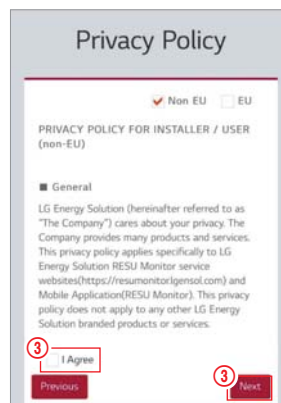 Privacy Policy
Non EU EU
PRIVACY POLICY FOR INSTALLER / USER
(non-EU)
■ General
LG Energy Solution (hereinafter referred to as
"The Company") cares about your privacy. The
Company provides many products and services.
This privacy policy applies specifically to LG
Energy Solution RESU Monitor service
websites(https://resumonitor.lgensol.com) and
Mobile Application(RESU Monitor). This privacy
policy does not apply to any other LG Energy
Solution branded products or services.
③ I Agree
Previous ③ Next